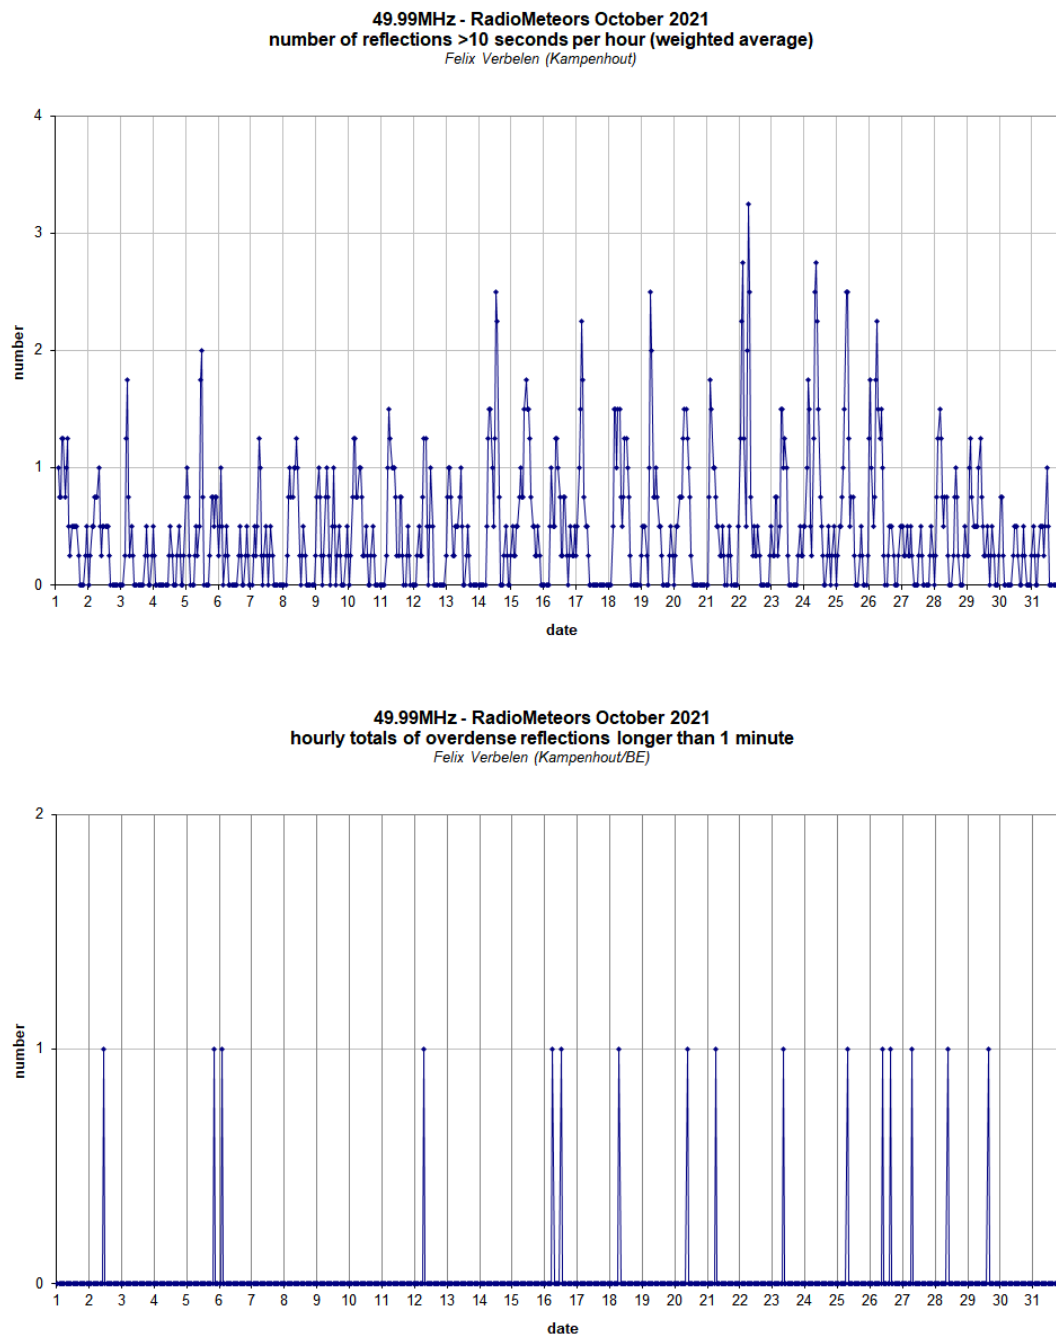 49.99MHz - RadioMeteors October 2021
number of reflections >10 seconds per hour (weighted average)
Felix Verbelen (Kampenhout)
4
3
2
1
0
number
1 2 3 4 5 6 7 8 9 10 11 12 13 14 15 16 17 18 19 20 21 22 23 24 25 26 27 28 29 30 31
date
49.99MHz - RadioMeteors October 2021
hourly totals of overdense reflections longer than 1 minute
Felix Verbelen (Kampenhout/BE)
2
1
0
number
1 2 3 4 5 6 7 8 9 10 11 12 13 14 15 16 17 18 19 20 21 22 23 24 25 26 27 28 29 30 31
date